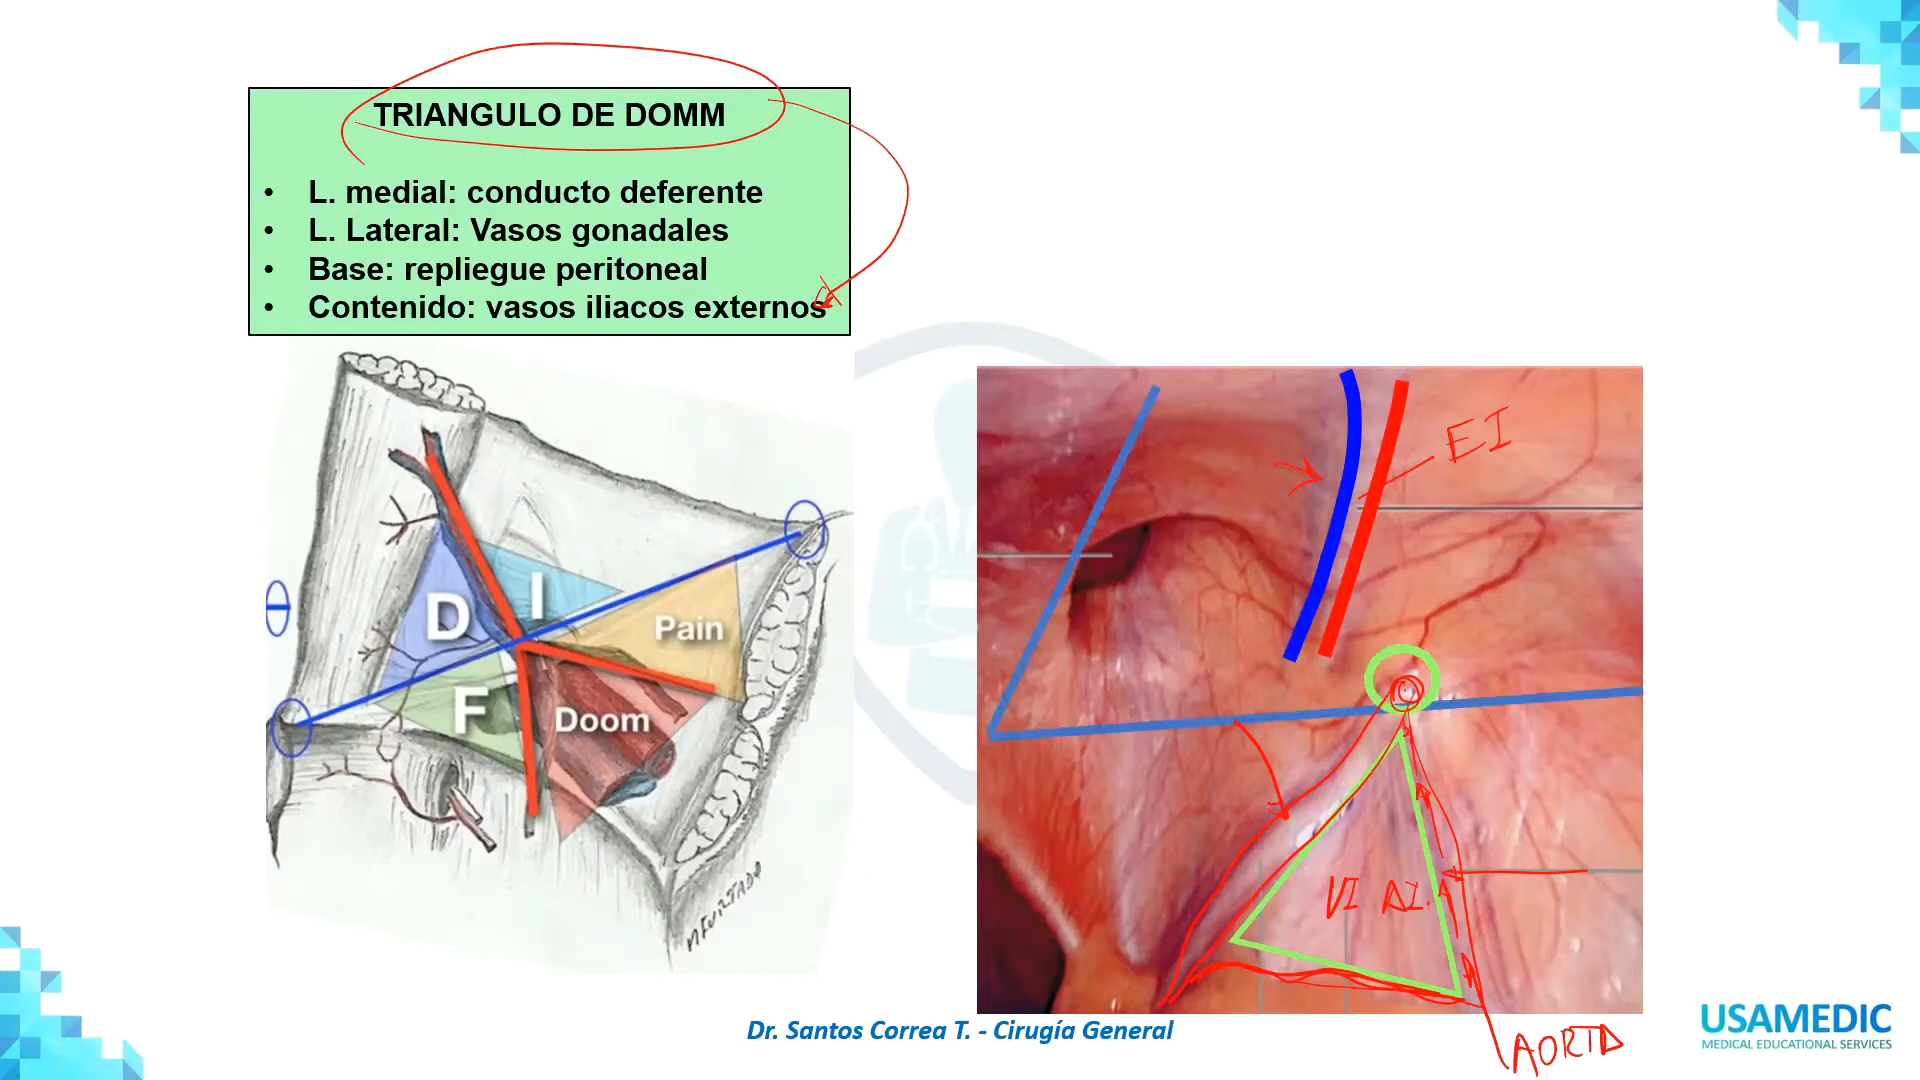 TRIANGULO DE DOMM
• L. medial: conducto deferente
• L. Lateral: Vasos gonadales
• Base: repliegue peritoneal
• Contenido: vasos iliacos externos
D
I
Pain
F
Doom
EI
VI AI.
AORTA
Dr. Santos Correa T. - Cirugía General
USAMEDIC
MEDICAL EDUCATIONAL SERVICES